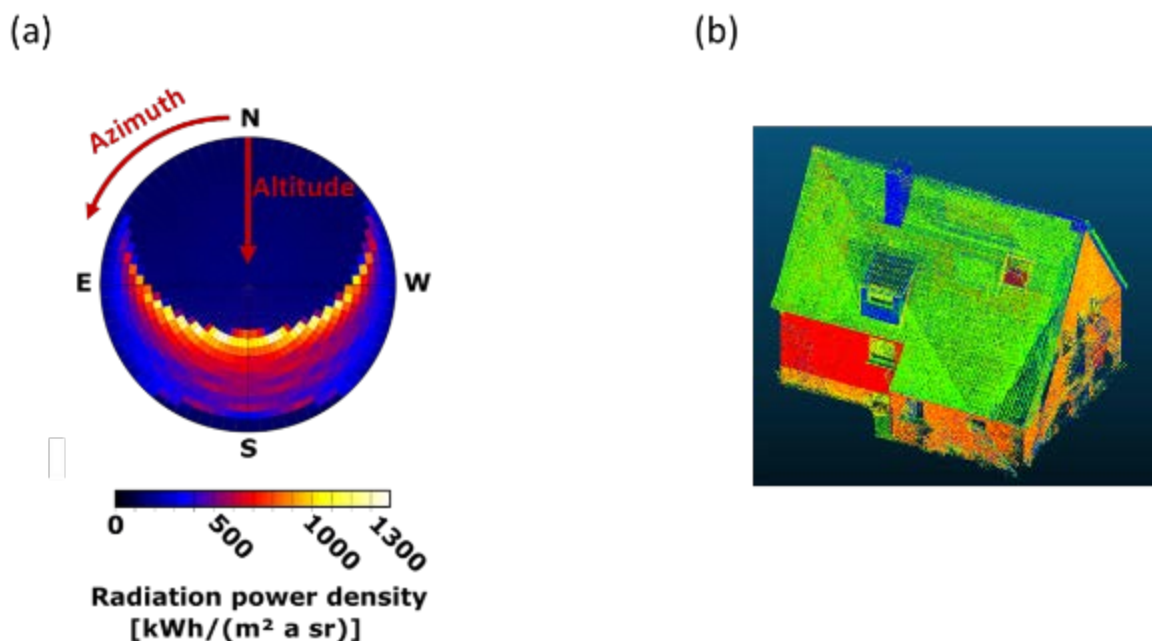 (a)
(b)
Azimuth
N
Altitude
E
W
S
0
500
1000
1300
Radiation power density
[kWh/(m² a sr)]